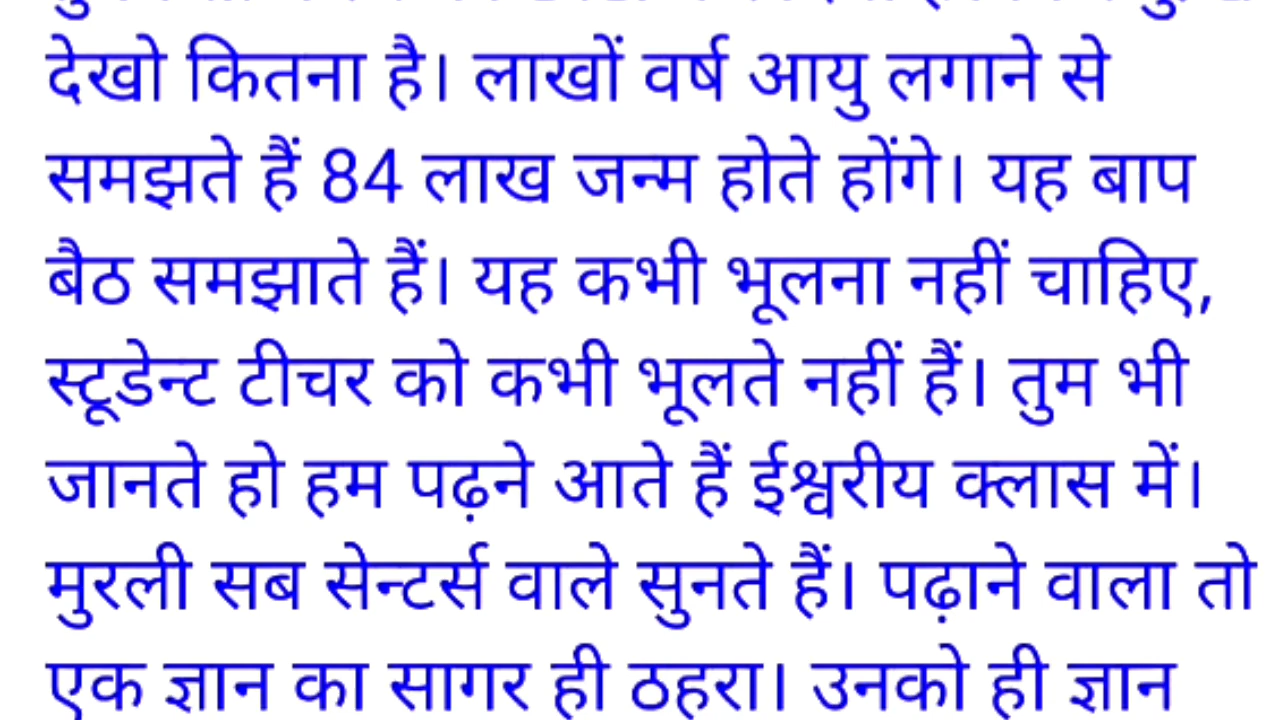 देखो कितना है। लाखों वर्ष आयु लगाने से
समझते हैं 84 लाख जन्म होते होंगे। यह बाप
बैठ समझाते हैं। यह कभी भूलना नहीं चाहिए,
स्टूडेन्ट टीचर को कभी भूलते नहीं हैं। तुम भी
जानते हो हम पढ़ने आते हैं ईश्वरीय क्लास में।
मुरली सब सेन्टर्स वाले सुनते हैं। पढ़ाने वाला तो
एक ज्ञान का सागर ही ठहरा। उनको ही ज्ञान